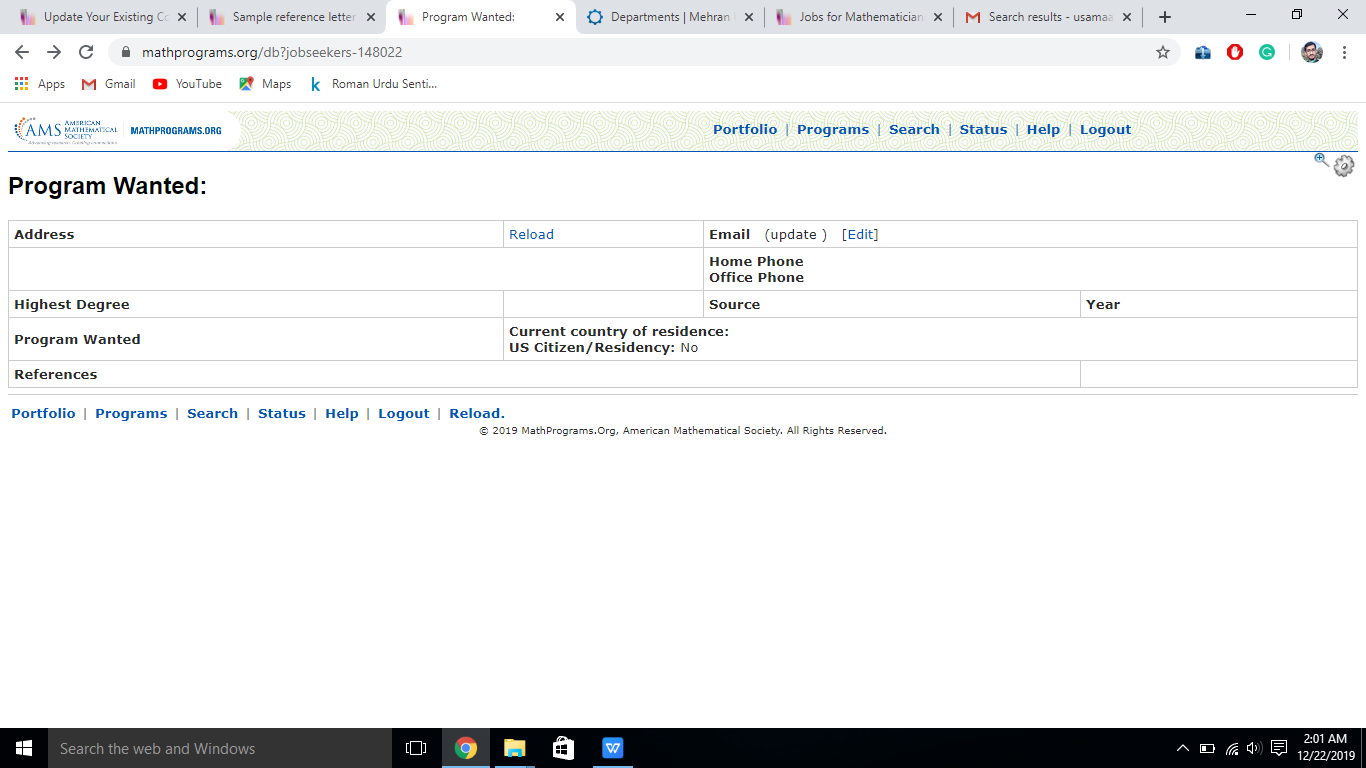 Update Your Existing Co
Sample reference letter
Program Wanted:
Departments | Mehran
Jobs for Mathematician
Search results - usamaa
mathprograms.org/db?jobseekers-148022
Apps Gmail YouTube Maps Roman Urdu Senti...
AMS AMERICAN MATHEMATICAL SOCIETY
Advancing research. Creating connections.
MATHPROGRAMS.ORG
Portfolio | Programs | Search | Status | Help | Logout
Program Wanted:
Address Reload Email (update ) [Edit]
Home Phone
Office Phone
Highest Degree Source Year
Program Wanted
Current country of residence:
US Citizen/Residency: No
References
Portfolio | Programs | Search | Status | Help | Logout | Reload.
© 2019 MathPrograms.Org, American Mathematical Society. All Rights Reserved.
Search the web and Windows
2:01 AM
12/22/2019